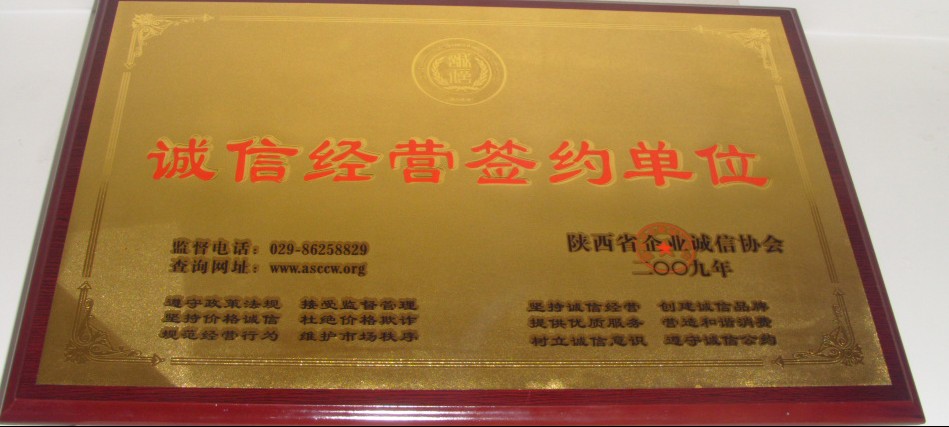 诚信经营签约单位
监督电话：029-86258829
查询网址：www.asccw.org
陕西省企业诚信协会
二〇〇九年
遵守政策法规 接受监督管理
坚持价格诚信 杜绝价格欺诈
规范经营行为 维护市场秩序
坚持诚信经营 创建诚信品牌
提供优质服务 营造和谐消费
树立诚信意识 遵守诚信公约